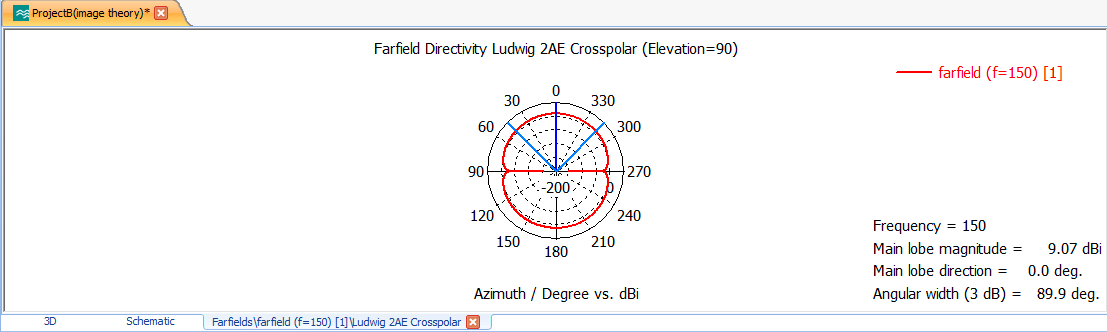 ProjectB(image theory)*
Farfield Directivity Ludwig 2AE Crosspolar (Elevation=90)
farfield (f=150) [1]
0
30
330
60
300
90
270
-200
0
120
240
150
210
180
Frequency = 150
Main lobe magnitude = 9.07 dBi
Main lobe direction = 0.0 deg.
Angular width (3 dB) = 89.9 deg.
Azimuth / Degree vs. dBi
3D
Schematic
Farfields\farfield (f=150) [1]\Ludwig 2AE Crosspolar